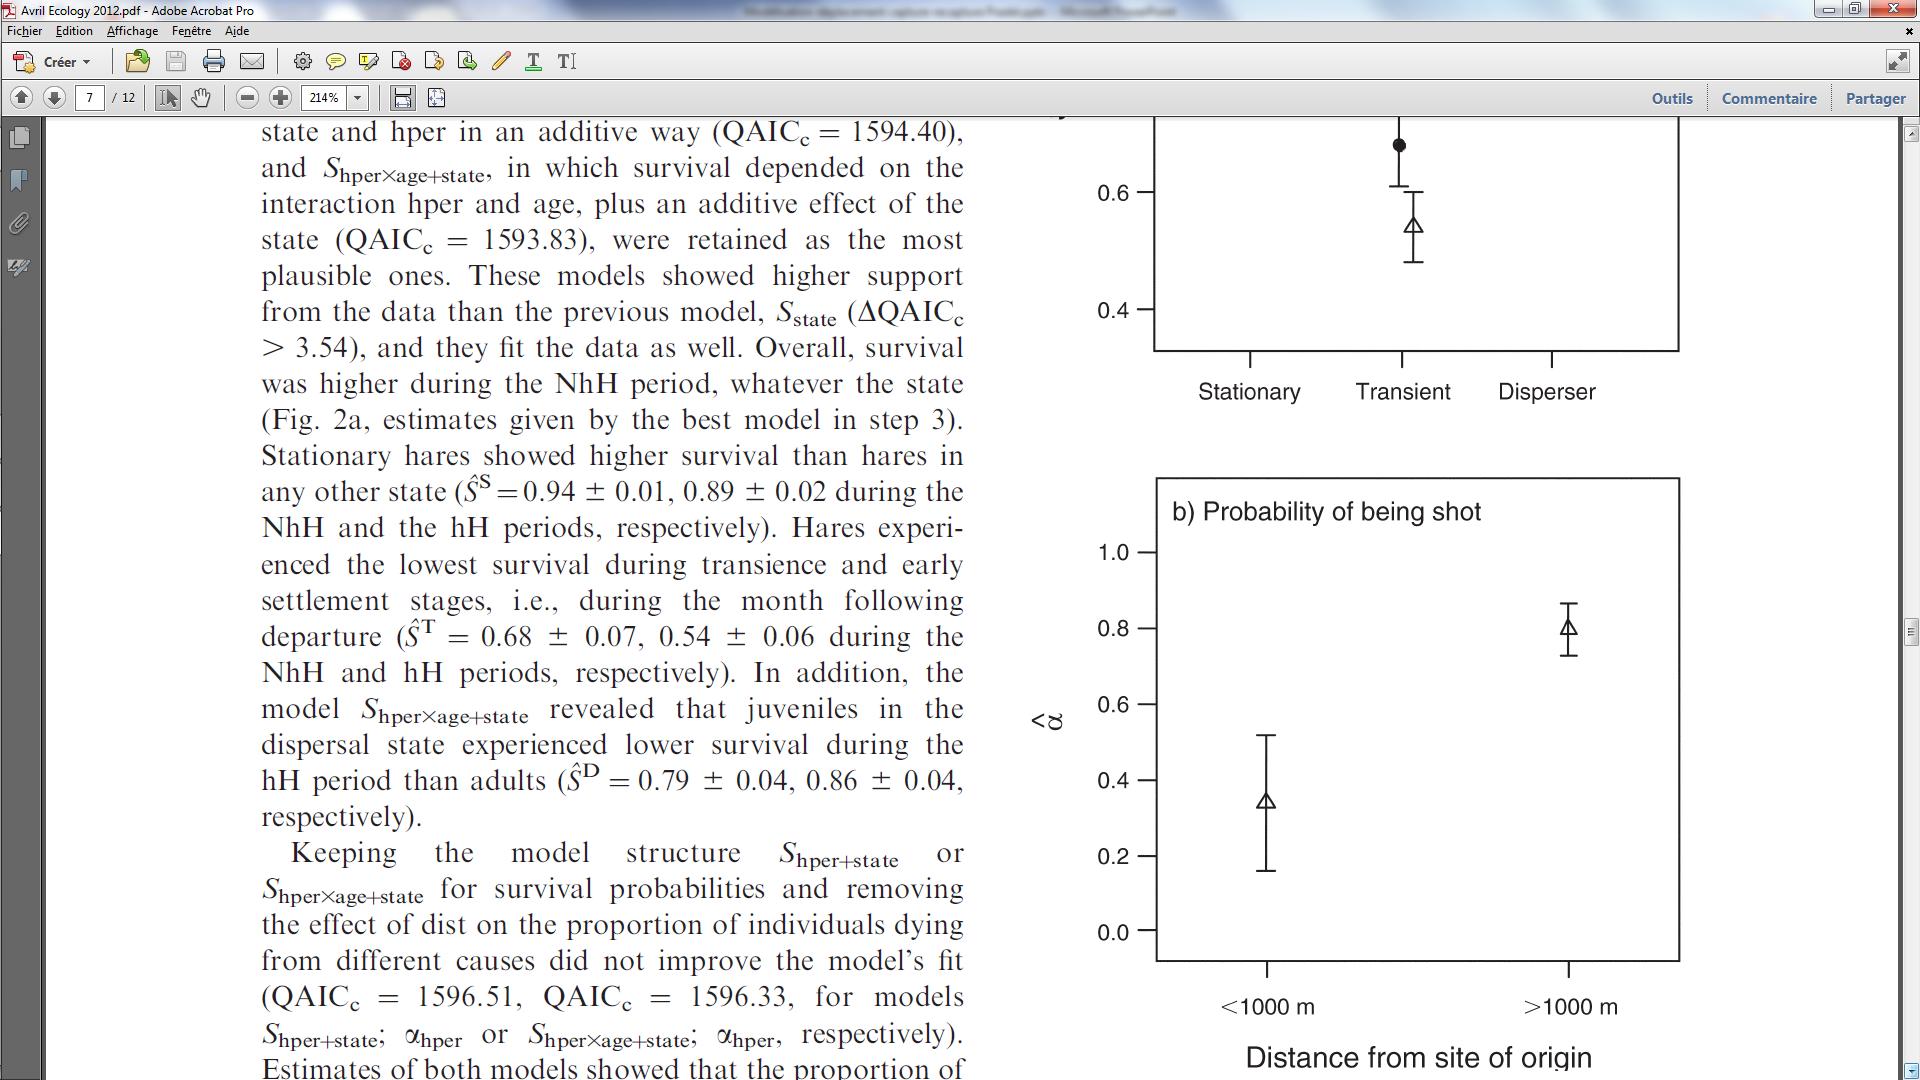 Avril Ecology 2012.pdf - Adobe Acrobat Pro
Fichier Edition Affichage Fenêtre Aide
Créer
7 / 12
214%
Outils Commentaire Partager
state and hper in an additive way (QAICc = 1594.40),
and Shper×age+state, in which survival depended on the
interaction hper and age, plus an additive effect of the
state (QAICc = 1593.83), were retained as the most
plausible ones. These models showed higher support
from the data than the previous model, Sstate (ΔQAICc
> 3.54), and they fit the data as well. Overall, survival
was higher during the NhH period, whatever the state
(Fig. 2a, estimates given by the best model in step 3).
Stationary hares showed higher survival than hares in
any other state (ŜS = 0.94 ± 0.01, 0.89 ± 0.02 during the
NhH and the hH periods, respectively). Hares experi-
enced the lowest survival during transience and early
settlement stages, i.e., during the month following
departure (ŜT = 0.68 ± 0.07, 0.54 ± 0.06 during the
NhH and hH periods, respectively). In addition, the
model Shper×age+state revealed that juveniles in the
dispersal state experienced lower survival during the
hH period than adults (ŜD = 0.79 ± 0.04, 0.86 ± 0.04,
respectively).
Keeping the model structure Shper+state or
Shper×age+state for survival probabilities and removing
the effect of dist on the proportion of individuals dying
from different causes did not improve the model's fit
(QAICc = 1596.51, QAICc = 1596.33, for models
Shper+state; αhper or Shper×age+state; αhper, respectively).
Estimates of both models showed that the proportion of
0.6
0.4
Stationary Transient Disperser
b) Probability of being shot
1.0
0.8
0.6
0.4
0.2
0.0
α̂
<1000 m >1000 m
Distance from site of origin